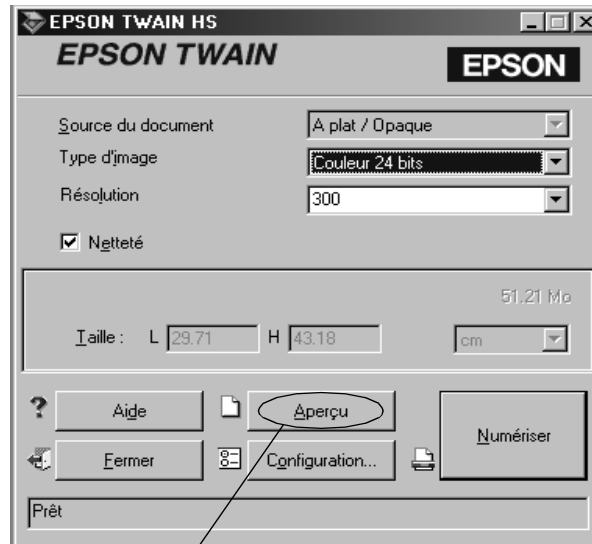 EPSON TWAIN HS
EPSON TWAIN
EPSON
Source du document
A plat / Opaque
Type d'image
Couleur 24 bits
Résolution
300
Netteté
51.21 Mo
Taille : L 29.71 H 43.18 cm
? Aide
Aperçu
Numériser
Fermer
Configuration...
Prêt